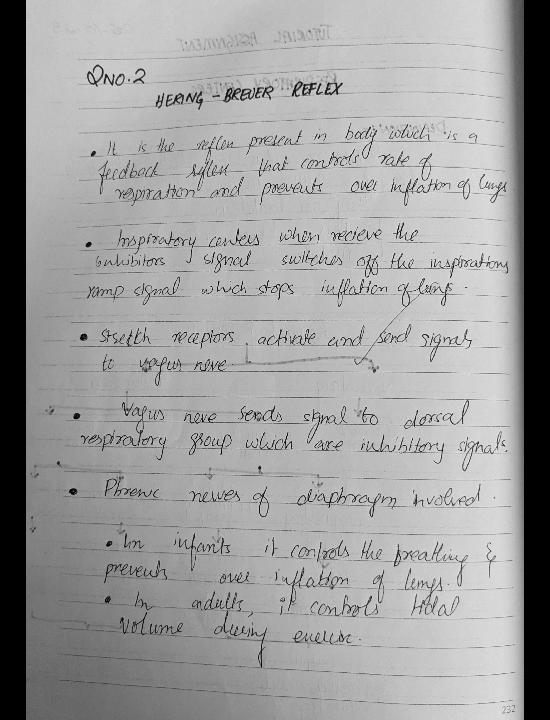 QNO.2
HERING-BREUER REFLEX
• It is the reflex present in body which is a
feedback reflex that controls rate of
respiration and prevents over inflation of lungs
• Inspiratory centers when recieve the
inhibitors signal switches off the inspirations
ramp signal which stops inflation of lungs.
• Stretth receptors activate and send signals
to vagus neve
• Vagus neve sends signal to dorsal
respiratory group which are inhibitory signals.
• Phrenic nerves of diaphragm involved.
• In infants it controls the breathing &
prevents over inflation of lungs.
• In adults, it controls tidal
volume during exercise.
232